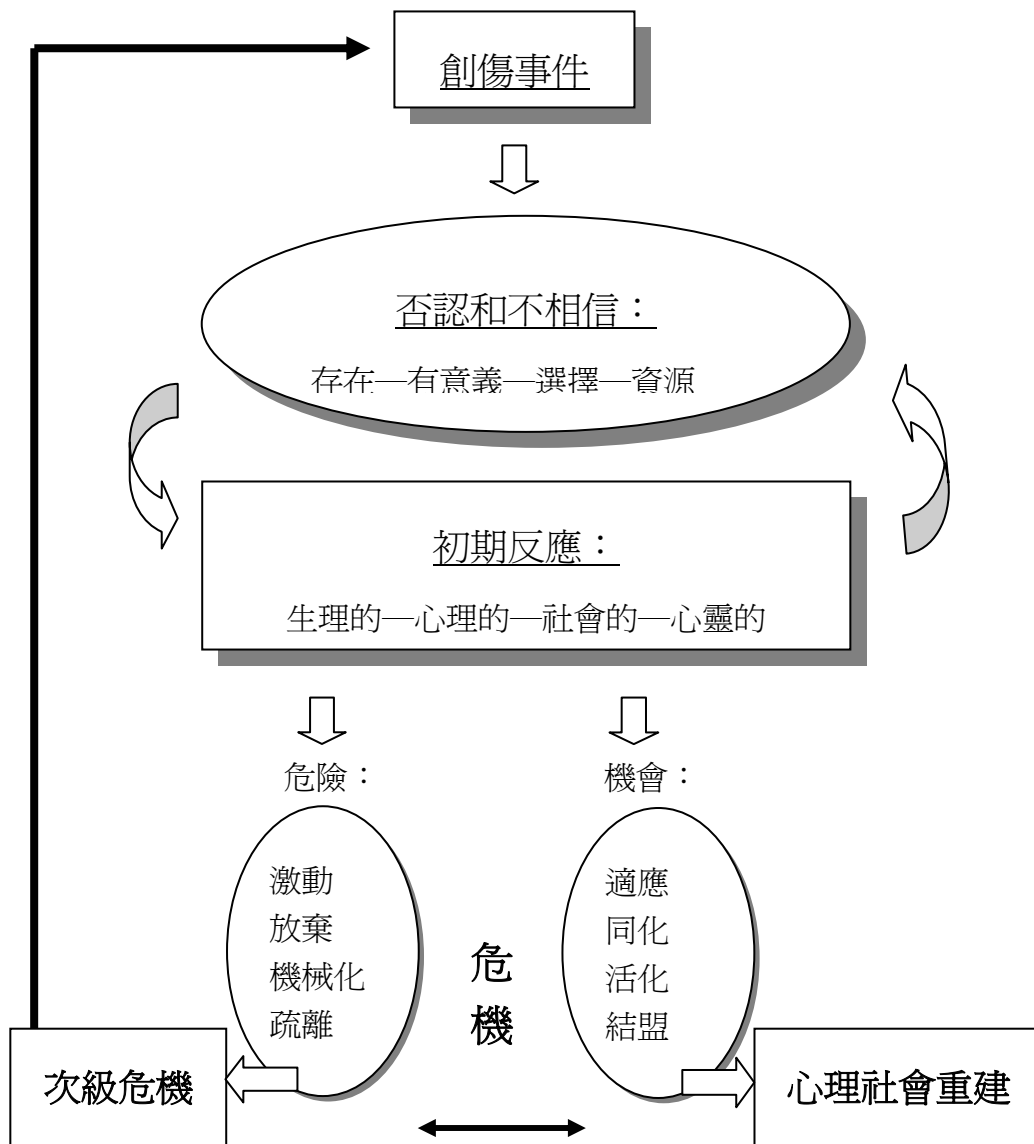 創傷事件
否認和不相信：
存在—有意義—選擇—資源
初期反應：
生理的—心理的—社會的—心靈的
危險：
機會：
激動
放棄
機械化
疏離
危
機
適應
同化
活化
結盟
次級危機
心理社會重建